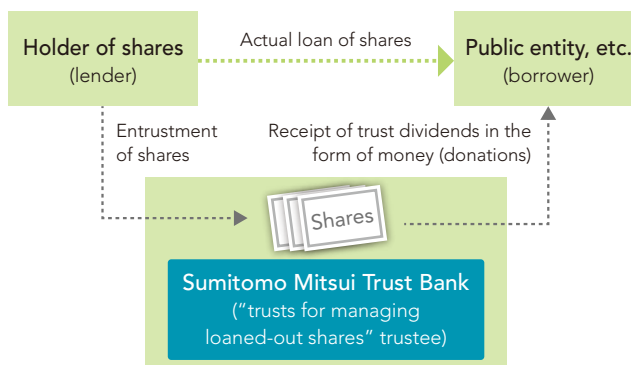 Holder of shares
(lender)
Actual loan of shares
Public entity, etc.
(borrower)
Entrustment
of shares
Receipt of trust dividends in the
form of money (donations)
Shares
Sumitomo Mitsui Trust Bank
(“trusts for managing
loaned-out shares” trustee)